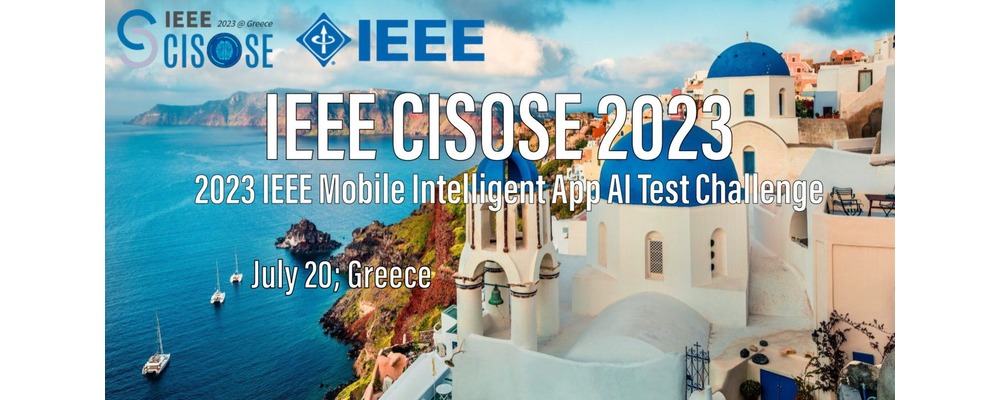 IEEE 2023 @ Greece
CISOSE
IEEE
IEEE CISOSE 2023
2023 IEEE Mobile Intelligent App AI Test Challenge
July 20; Greece